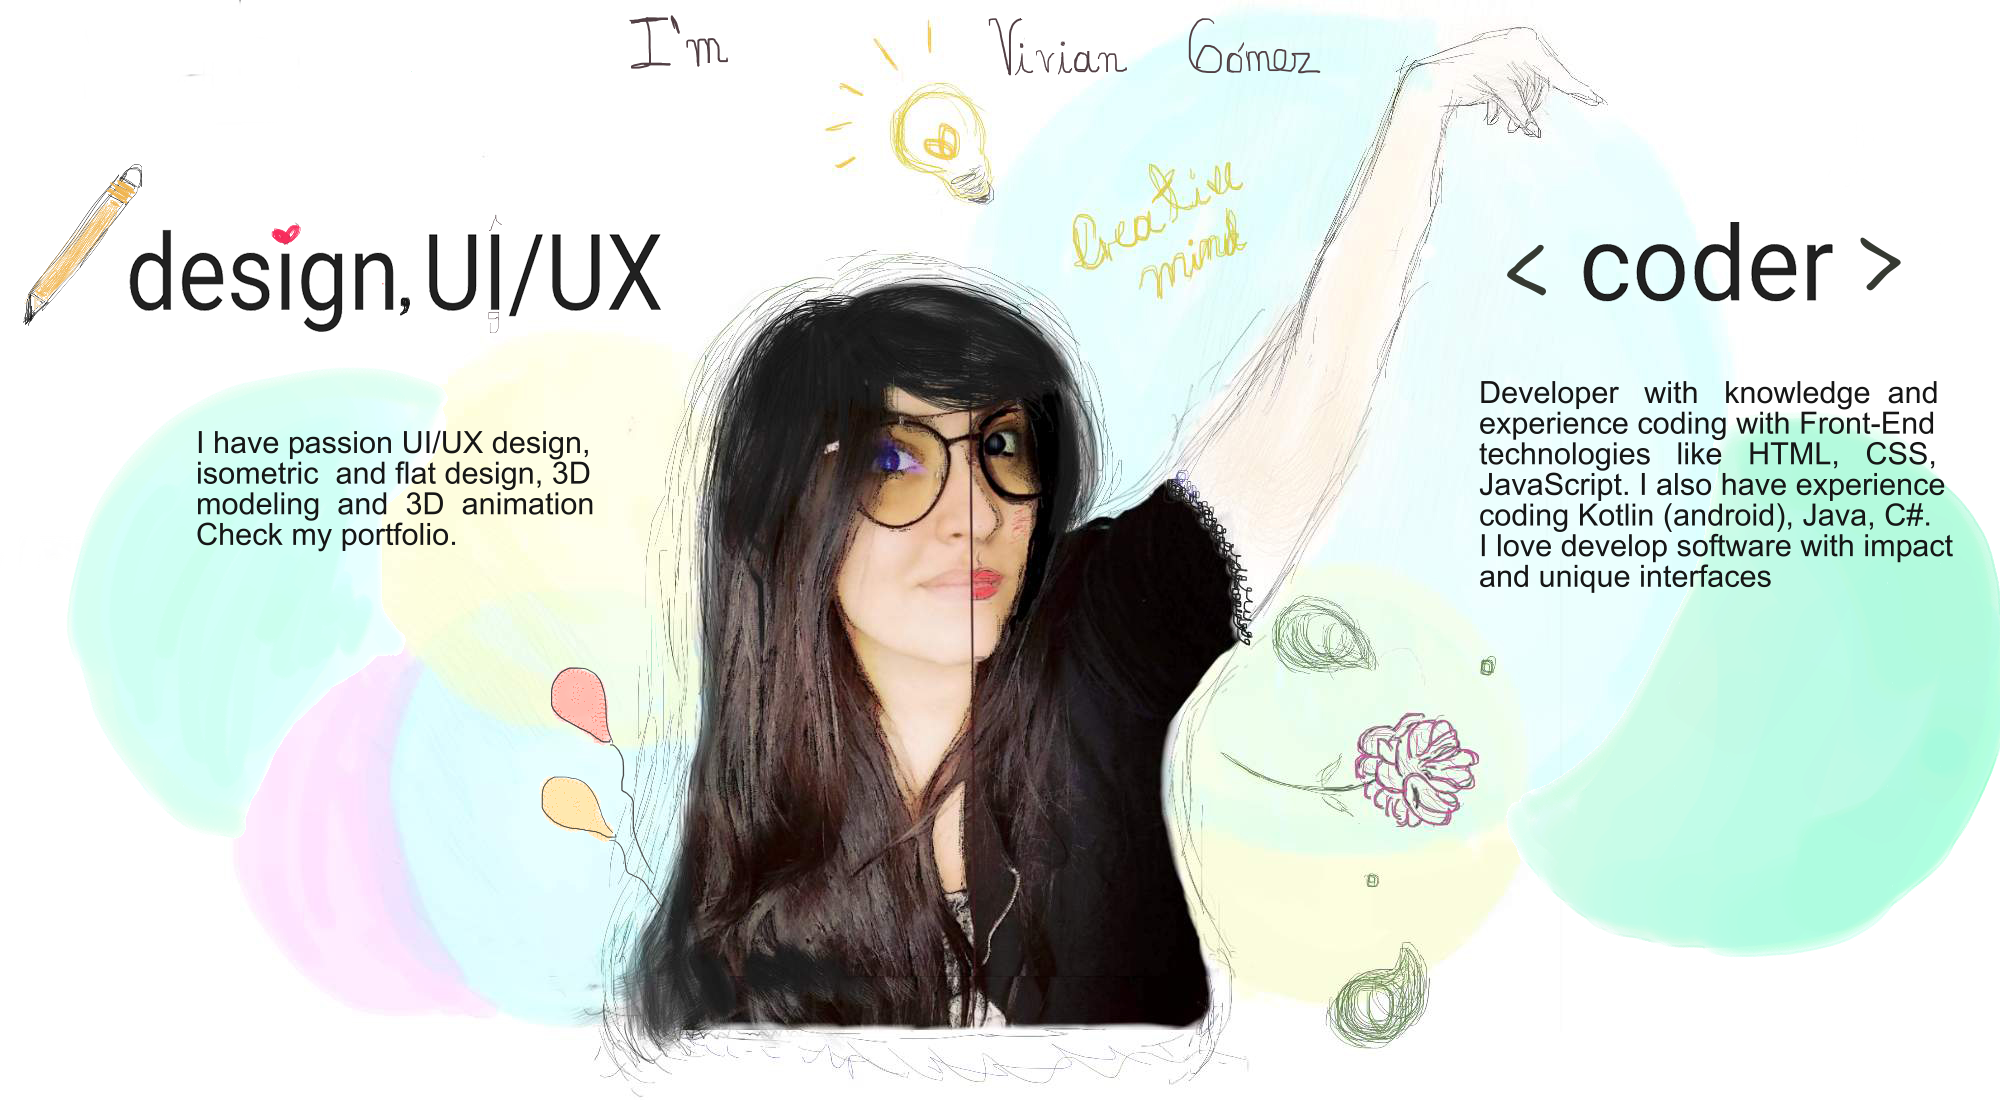 I'm Vivian Gómez
Creative
mind
design, UI/UX
I have passion UI/UX design,
isometric and flat design, 3D
modeling and 3D animation
Check my portfolio.
< coder >
Developer with knowledge and
experience coding with Front-End
technologies like HTML, CSS,
JavaScript. I also have experience
coding Kotlin (android), Java, C#.
I love develop software with impact
and unique interfaces